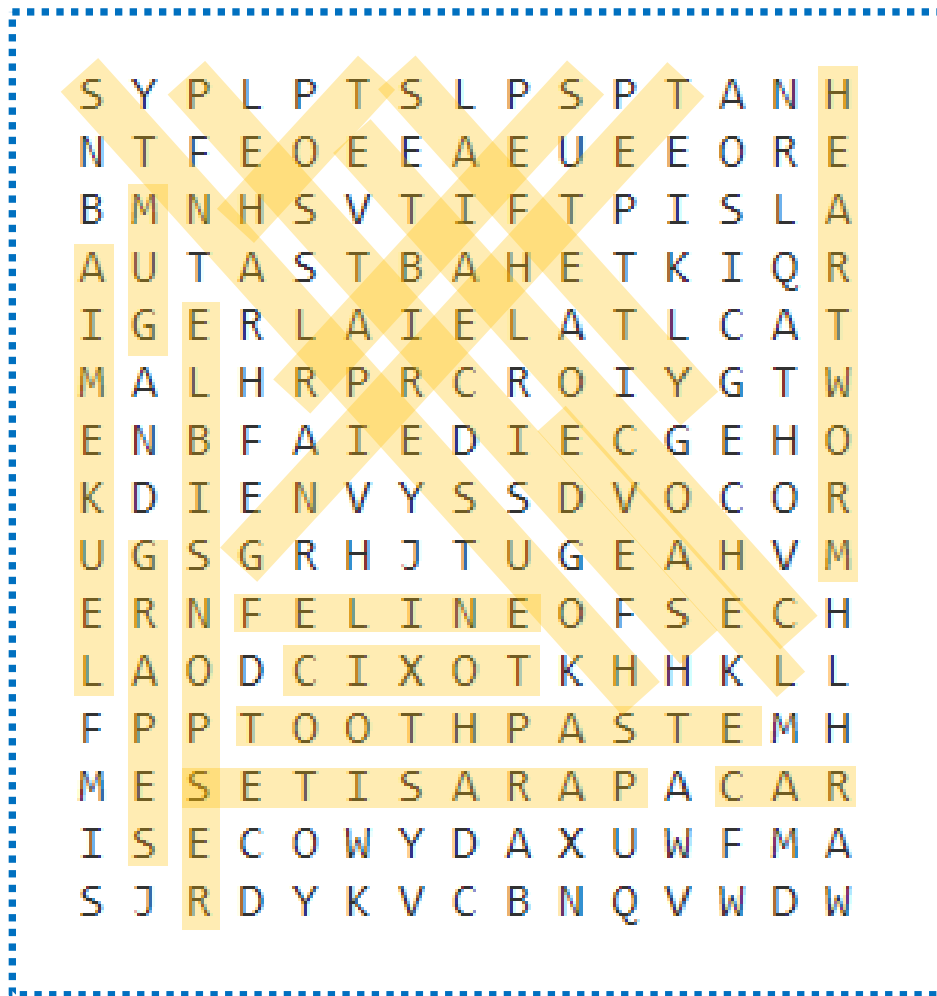 S Y P L P T S L P S P T A N H
N T F E O E E A E U E E O R E
B M N H S V T I F T P I S L A
A U T A S T B A H E T K I Q R
I G E R L A I E L A T L C A T
M A L H R P R C R O I Y G T W
E N B F A I E D I E C G E H O
K D I E N V Y S S D V O C O R
U G S G R H J T U G E A H V M
E R N F E L I N E O F S E C H
L A O D C I X O T K H H K L L
F P P T O O T H P A S T E M H
M E S E T I S A R A P A C A R
I S E C O W Y D A X U W F M A
S J R D Y K V C B N Q V W D W